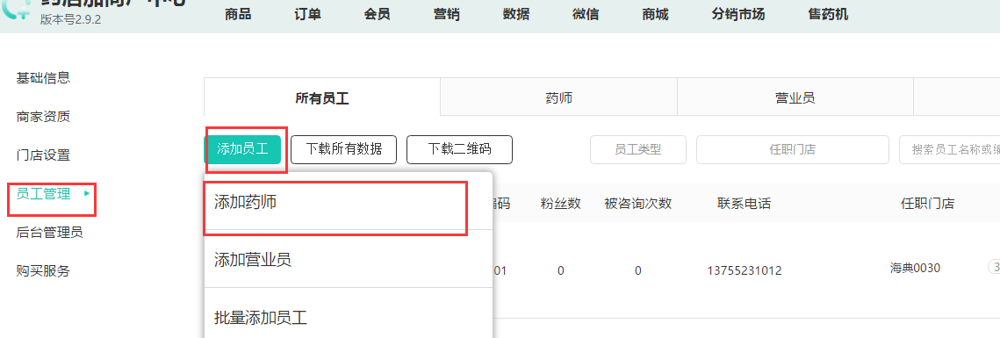 版本号2.9.2
商品 订单 会员 营销 数据 微信 商城 分销市场 售药机
基础信息
商家资质
门店设置
员工管理
后台管理员
购买服务
所有员工 药师 营业员
添加员工 下载所有数据 下载二维码 员工类型 任职门店 搜索员工名称或编
添加药师
编码 粉丝数 被咨询次数 联系电话 任职门店
添加营业员
01 0 0 13755231012 海典0030 3
批量添加员工